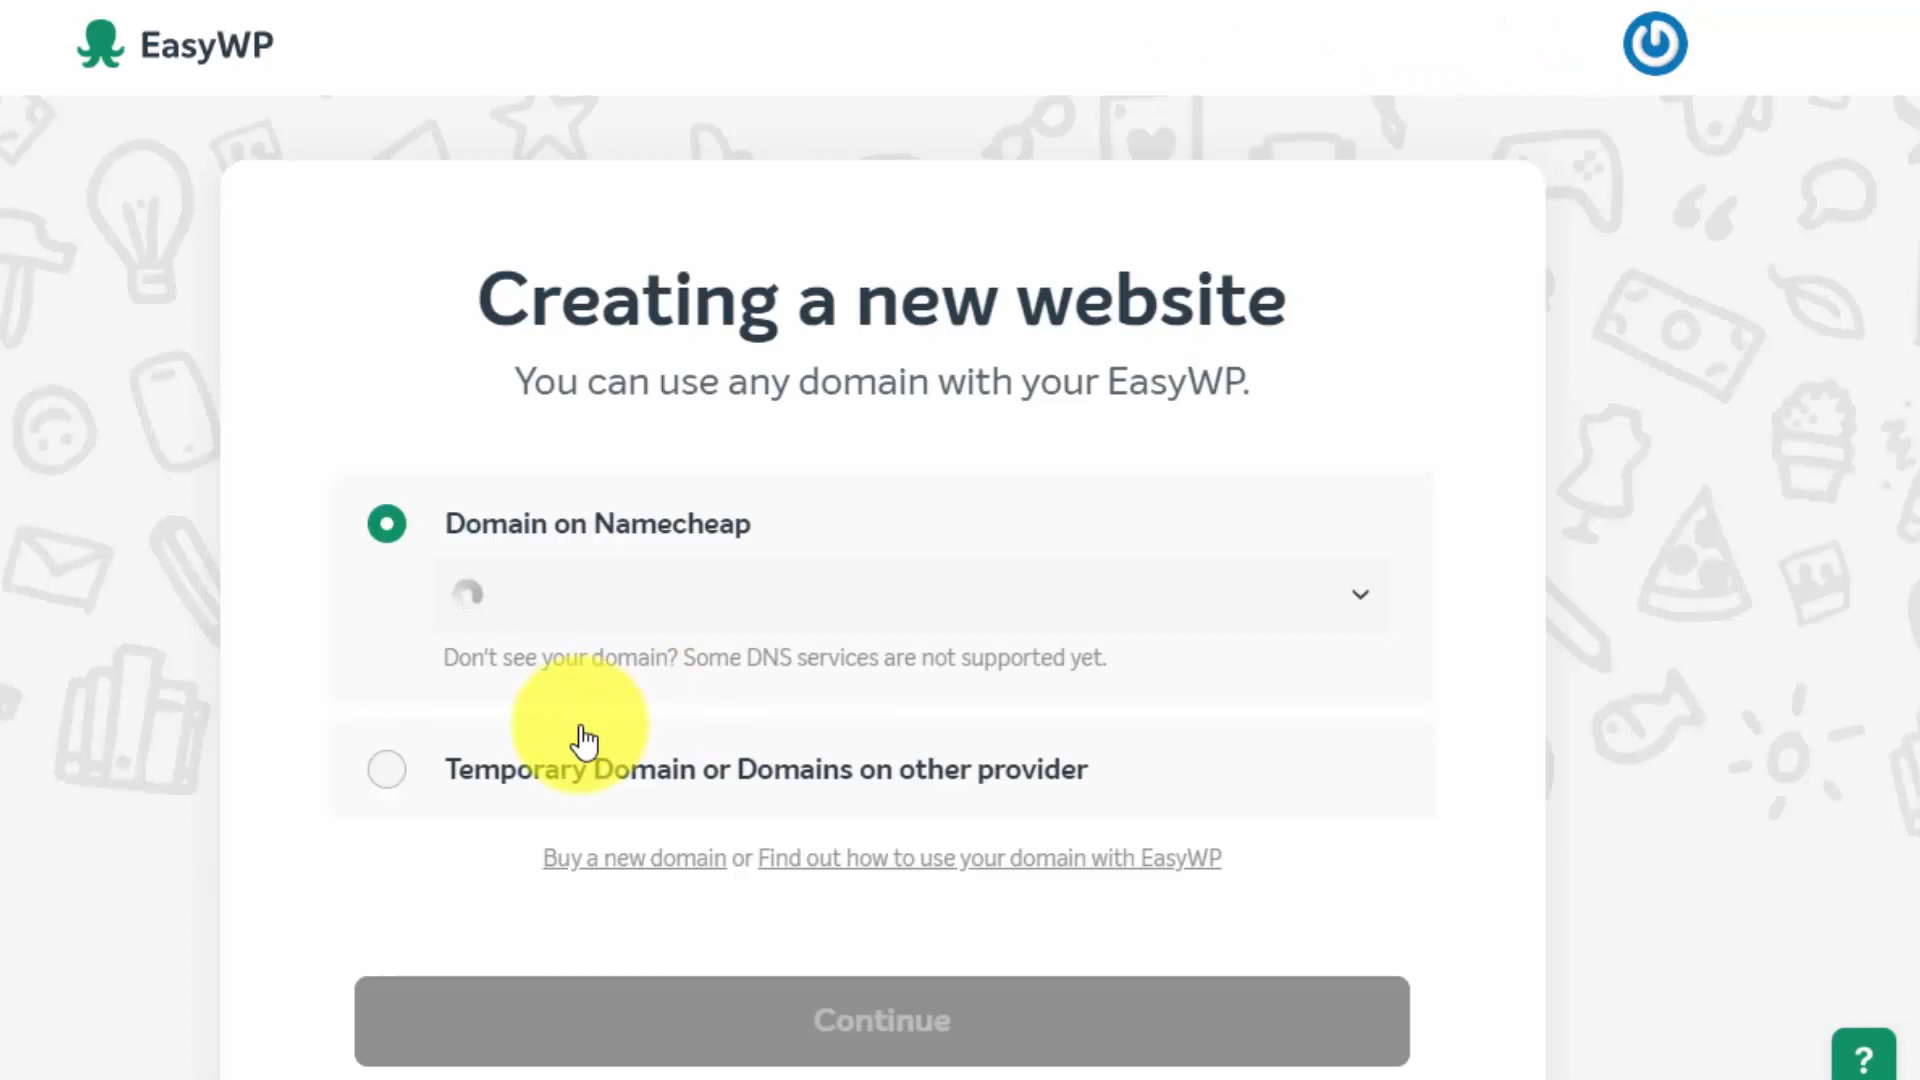 EasyWP
Creating a new website
You can use any domain with your EasyWP.
Domain on Namecheap
Don't see your domain? Some DNS services are not supported yet.
Temporary Domain or Domains on other provider
Buy a new domain or Find out how to use your domain with EasyWP
Continue
?